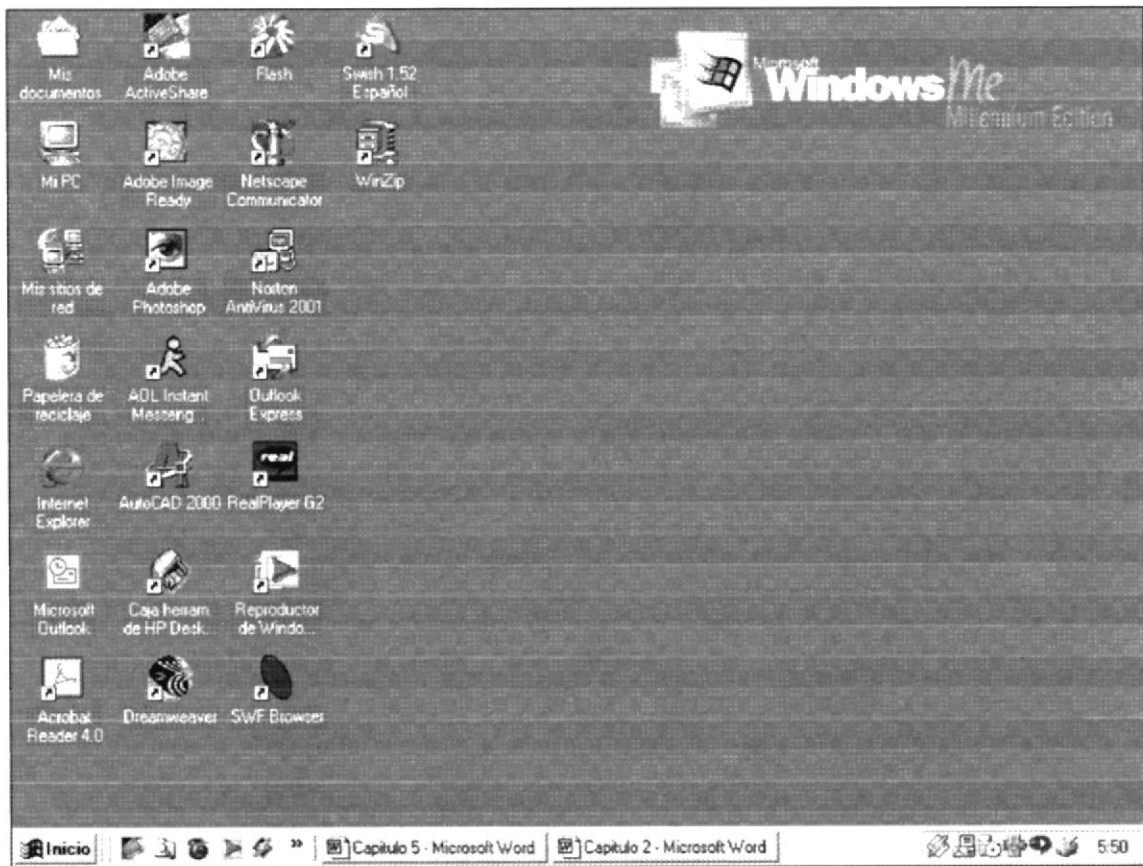 Mis
documentos
Adobe
ActiveShare
Flash
Swish 1.52
Español
Microsoft
Windows Me
Millennium Edition
Mi PC
Adobe Image
Ready
Netscape
Communicator
WinZip
Mis sitios de
red
Adobe
Photoshop
Norton
AntiVirus 2001
Papelera de
reciclaje
AOL Instant
Messeng...
Outlook
Express
Internet
Explorer
AutoCAD 2000
real
RealPlayer G2
Microsoft
Outlook
Caja herram.
de HP Desk...
Reproductor
de Windo...
Acrobat
Reader 4.0
Dreamweaver
SWF Browser
Inicio
»
Capitulo 5 - Microsoft Word
Capitulo 2 - Microsoft Word
5:50